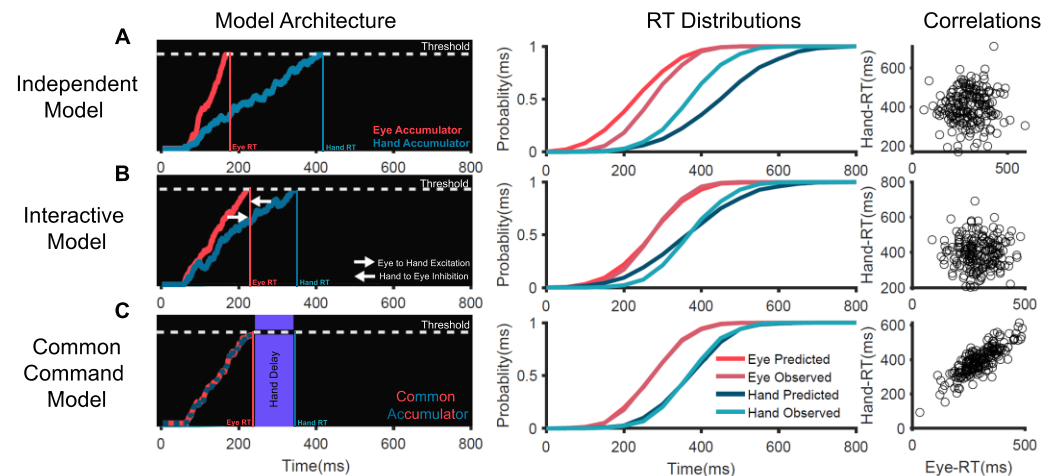 Model Architecture
RT Distributions
Correlations
A
Independent
Model
Threshold
Eye Accumulator
Hand Accumulator
Eye RT
Hand RT
0
200
400
600
800
Probablity(ms)
1
0.5
0
0
200
400
600
800
Hand-RT(ms)
600
400
200
500
B
Interactive
Model
Threshold
Eye to Hand Excitation
Hand to Eye Inhibition
Eye RT
Hand RT
0
200
400
600
800
Probablity(ms)
1
0.5
0
0
200
400
600
800
Hand-RT(ms)
800
600
400
200
0
500
C
Common
Command
Model
Threshold
Hand Delay
Common
Accumulator
Eye RT
Hand RT
0
200
400
600
800
Time(ms)
Probablity(ms)
1
0.5
0
Eye Predicted
Eye Observed
Hand Predicted
Hand Observed
0
200
400
600
800
Time(ms)
Hand-RT(ms)
600
400
200
0
0
500
Eye-RT(ms)